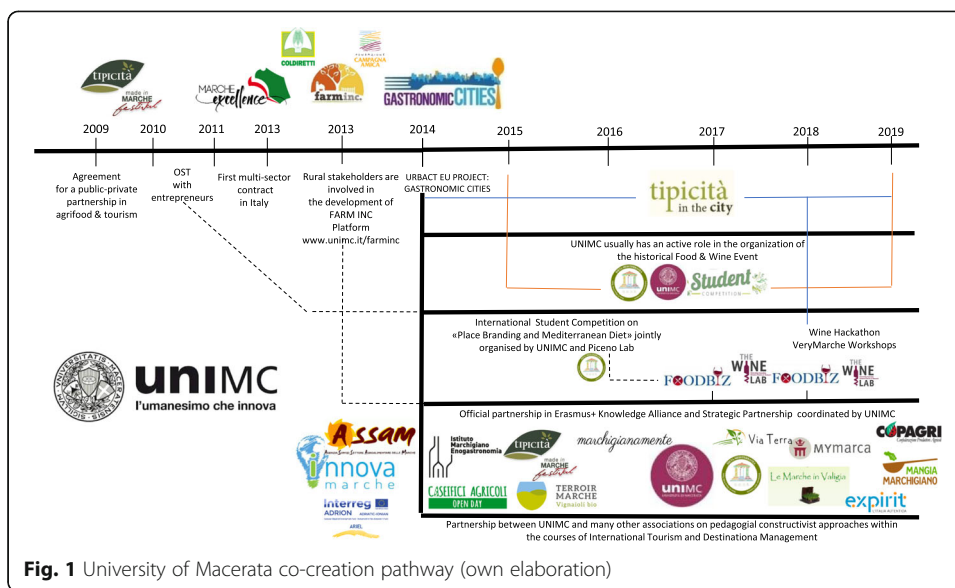 COLDIRETTI
FONDAZIONE
CAMPAGNA
AMICA
tipicità
made in
MARCHE
festival
MARCHE
excellence
farm inc.
GASTRONOMIC CITIES
2009
2010
2011
2013
2013
2014
2015
2016
2017
2018
2019
Agreement
for a public-private
partnership in
agrifood & tourism
OST
with
entrepreneurs
First multi-sector
contract
in Italy
Rural stakeholders are
involved in
the development of
FARM INC
Platform
www.unimc.it/farminc
URBACT EU PROJECT:
GASTRONOMIC CITIES
tipicità
in the city
UNIMC usually has an active role in the organization of
the historical Food & Wine Event
UNIMC
Student
COMPETITION
International Student Competition on
«Place Branding and Mediterranean Diet» jointly
organised by UNIMC and Piceno Lab
Wine Hackathon
VeryMarche Workshops
FOODBIZ
THE
WINE
LAB
FOODBIZ
THE
WINE
LAB
uniMC
l'umanesimo che innova
Official partnership in Erasmus+ Knowledge Alliance and Strategic Partnership coordinated by UNIMC
ASSAM
innova
marche
Interreg
ADRION
ARIEL
Istituto
Marchigiano
Enogastronomia
tipicità
made in
MARCHE
festival
marchigianamente
UNIMC
Via Terra
MYMARCA
COPAGRI
CASEIFICI AGRICOLI
OPEN DAY
TERROIR
MARCHE
Vignaioli bio
Le Marche in Valigia
MANGIA
MARCHIGIANO
expirit
Partnership between UNIMC and many other associations on pedagogial constructivist approaches within
the courses of International Tourism and Destinationa Management
Fig. 1 University of Macerata co-creation pathway (own elaboration)